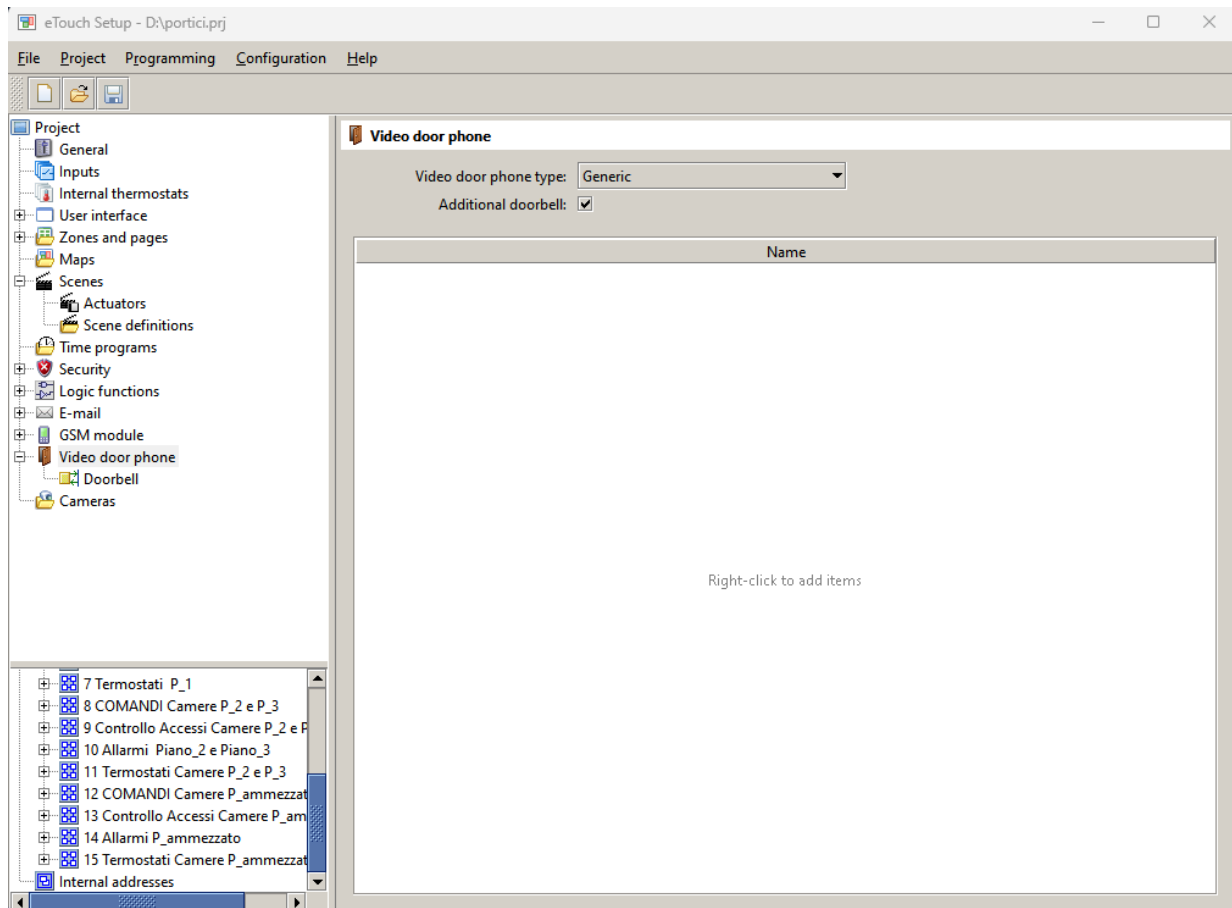 eTouch Setup - D:\portici.prj
File Project Programming Configuration Help
Project
General
Inputs
Internal thermostats
User interface
Zones and pages
Maps
Scenes
Actuators
Scene definitions
Time programs
Security
Logic functions
E-mail
GSM module
Video door phone
Doorbell
Cameras
7 Termostati P_1
8 COMANDI Camere P_2 e P_3
9 Controllo Accessi Camere P_2 e P
10 Allarmi Piano_2 e Piano_3
11 Termostati Camere P_2 e P_3
12 COMANDI Camere P_ammezzat
13 Controllo Accessi Camere P_am
14 Allarmi P_ammezzato
15 Termostati Camere P_ammezzat
Internal addresses
Video door phone
Video door phone type: Generic
Additional doorbell:
Name
Right-click to add items